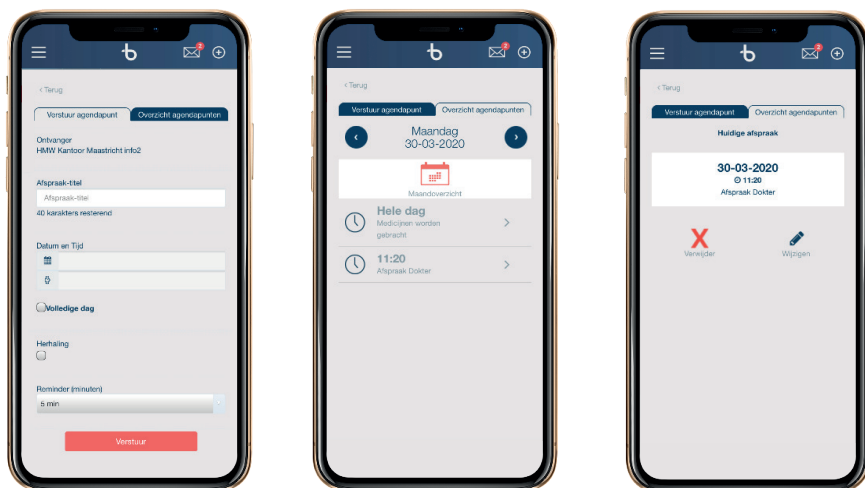 2
< Terug
Verstuur agendapunt
Overzicht agendapunten
Ontvanger
HMW Kantoor Maastricht info2
Afspraak-titel
Afspraak-titel
40 karakters resterend
Datum en Tijd
Volledige dag
Herhaling
Reminder (minuten)
5 min
Verstuur
2
< Terug
Verstuur agendapunt
Overzicht agendapunten
Maandag
30-03-2020
Maandoverzicht
Hele dag
Medicijnen worden
gebracht
11:20
Afspraak Dokter
2
< Terug
Verstuur agendapunt
Overzicht agendapunten
Huidige afspraak
30-03-2020
11:20
Afspraak Dokter
X
Verwijder
Wijzigen